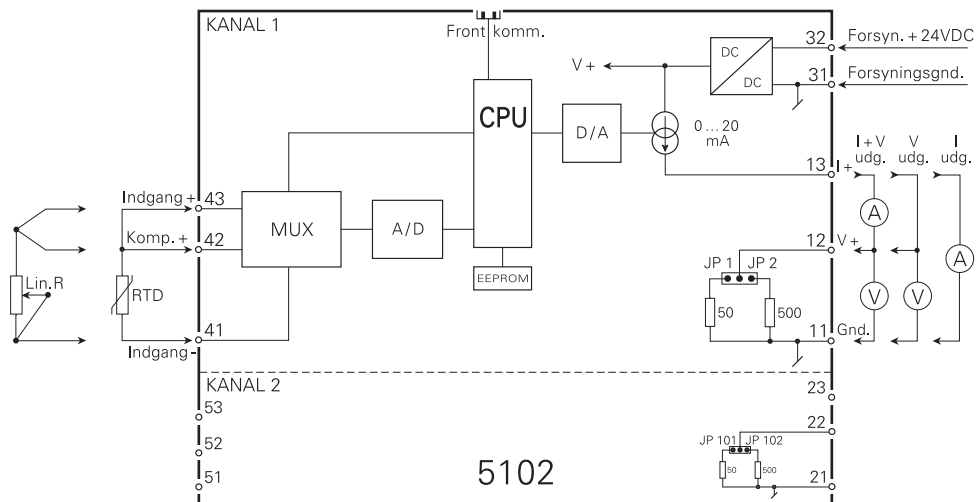 KANAL 1
Front komm.
32
Forsyn. + 24VDC
31
Forsyningsgnd.
V +
DC
DC
CPU
D/A
0 ... 20
mA
I + V
udg.
V
udg.
I
udg.
13
I +
Indgang +
43
Komp. +
42
MUX
A/D
A
12
V +
A
Lin.R
RTD
EEPROM
JP 1
JP 2
50
500
V
V
41
Indgang -
11
Gnd.
KANAL 2
53
52
51
5102
23
22
JP 101
JP 102
50
500
21